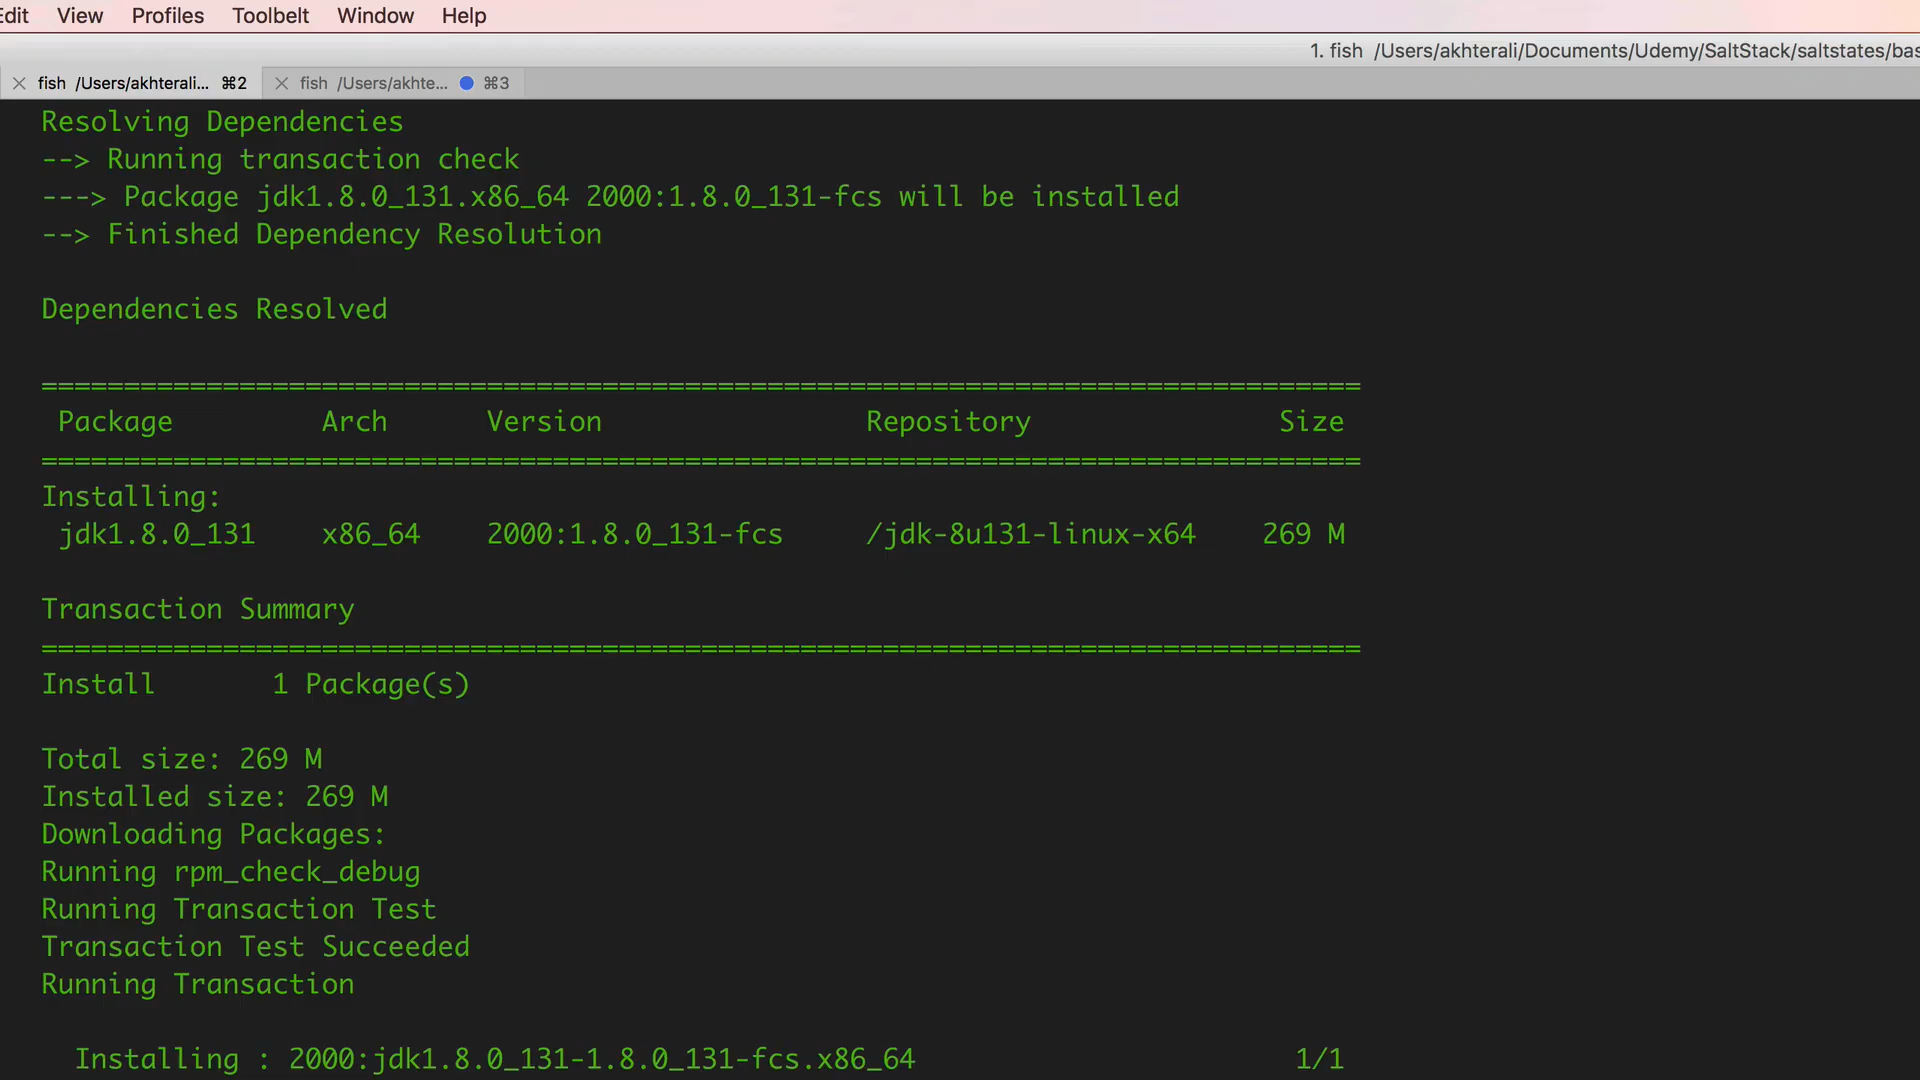 Edit View Profiles Toolbelt Window Help
1. fish /Users/akhterali/Documents/Udemy/SaltStack/saltstates/bas
fish /Users/akhterali... ⌘2 fish /Users/akhte... ⌘3
Resolving Dependencies
--> Running transaction check
---> Package jdk1.8.0_131.x86_64 2000:1.8.0_131-fcs will be installed
--> Finished Dependency Resolution
Dependencies Resolved
================================================================================
Package Arch Version Repository Size
================================================================================
Installing:
jdk1.8.0_131 x86_64 2000:1.8.0_131-fcs /jdk-8u131-linux-x64 269 M
Transaction Summary
================================================================================
Install 1 Package(s)
Total size: 269 M
Installed size: 269 M
Downloading Packages:
Running rpm_check_debug
Running Transaction Test
Transaction Test Succeeded
Running Transaction
Installing : 2000:jdk1.8.0_131-1.8.0_131-fcs.x86_64 1/1